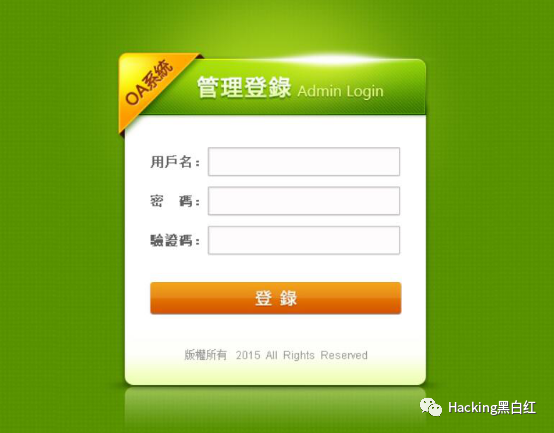 OA系統
管理登錄 Admin Login
用戶名：
密　碼：
驗證碼：
登 錄
版權所有 2015 All Rights Reserved
Hacking黑白红